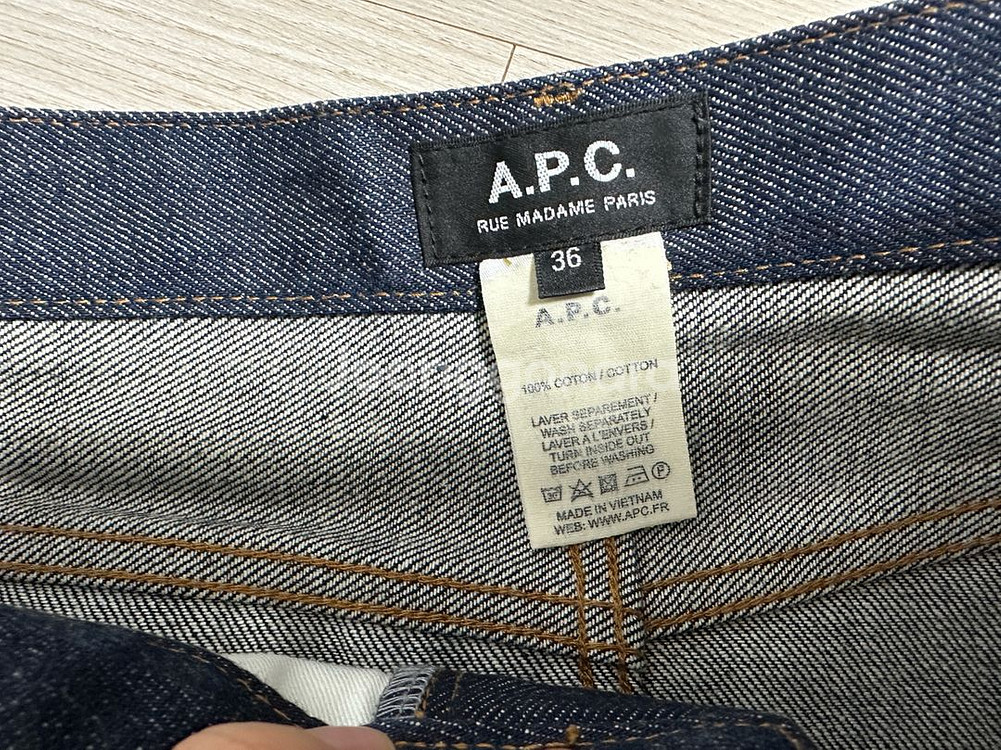 A.P.C.
RUE MADAME PARIS
36
A.P.C.
100% COTON / COTTON
LAVER SEPAREMENT /
WASH SEPARATELY
LAVER A L'ENVERS /
TURN INSIDE OUT
BEFORE WASHING
P
MADE IN VIETNAM
WEB: WWW.APC.FR